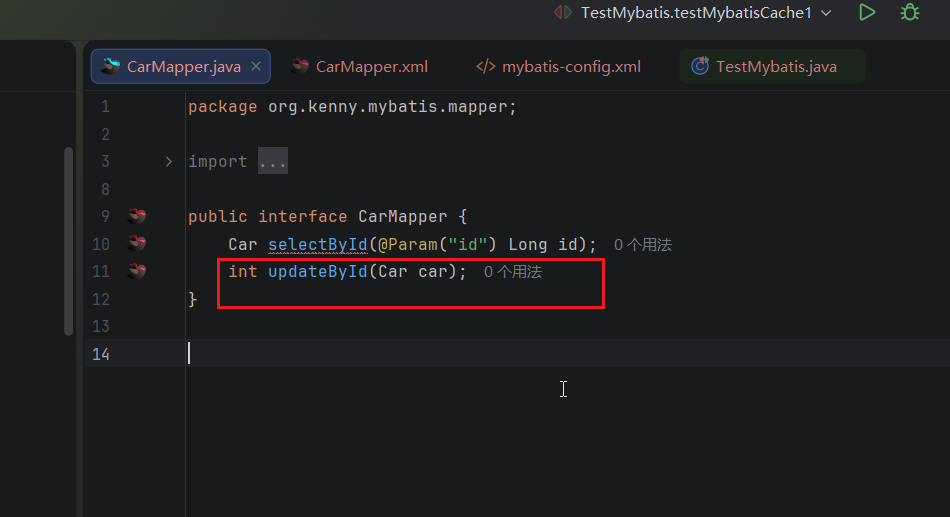 TestMybatis.testMybatisCache1
CarMapper.java CarMapper.xml mybatis-config.xml TestMybatis.java
1 package org.kenny.mybatis.mapper;
2
3 import ...
8
9 public interface CarMapper {
10 Car selectById(@Param("id") Long id); 0个用法
11 int updateById(Car car); 0个用法
12 }
13
14